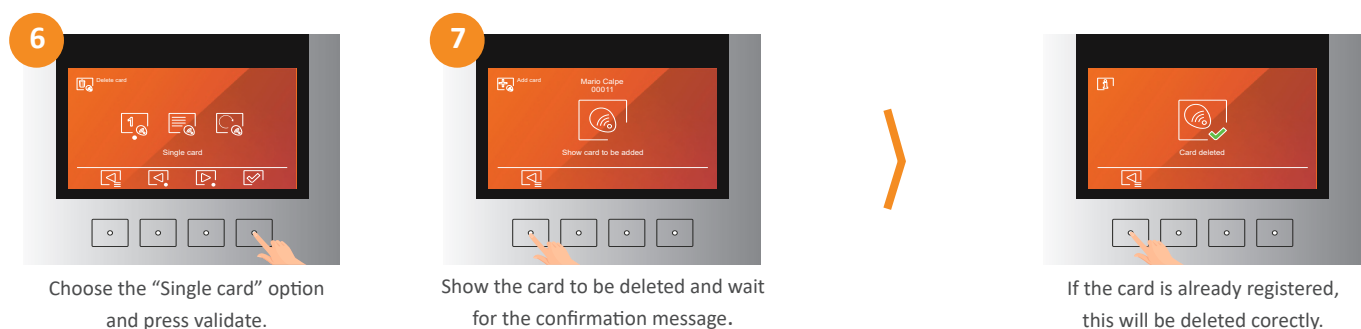 6
Delete card
1
Single card
Choose the “Single card” option
and press validate.
7
Add card
Mario Calpe
00011
Show card to be added
Show the card to be deleted and wait
for the confirmation message.
Card deleted
If the card is already registered,
this will be deleted corectly.